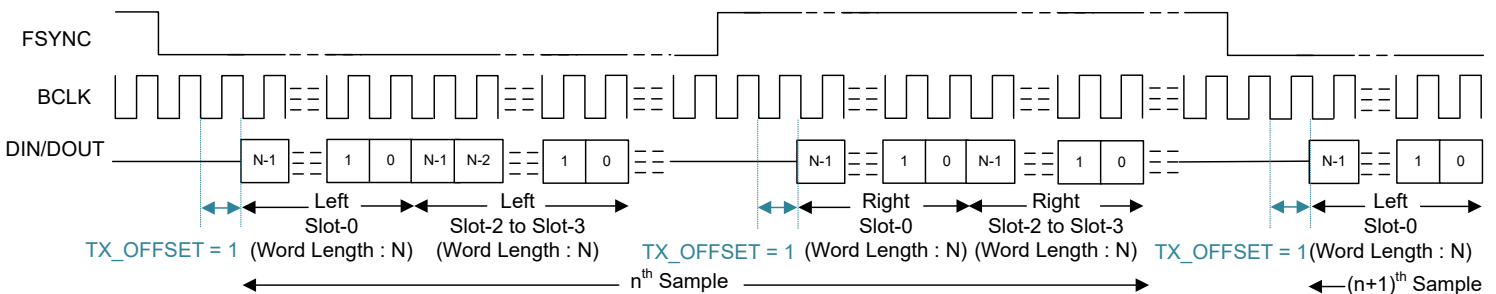 FSYNC
BCLK
DIN/DOUT
N-1 1 0 N-1 N-2 1 0 N-1 1 0 N-1 1 0 N-1 1 0
Left Left Right Right Left
Slot-0 Slot-2 to Slot-3 Slot-0 Slot-2 to Slot-3 Slot-0
TX_OFFSET = 1 (Word Length : N) (Word Length : N) TX_OFFSET = 1 (Word Length : N) (Word Length : N) TX_OFFSET = 1 (Word Length : N)
nth Sample (n+1)th Sample